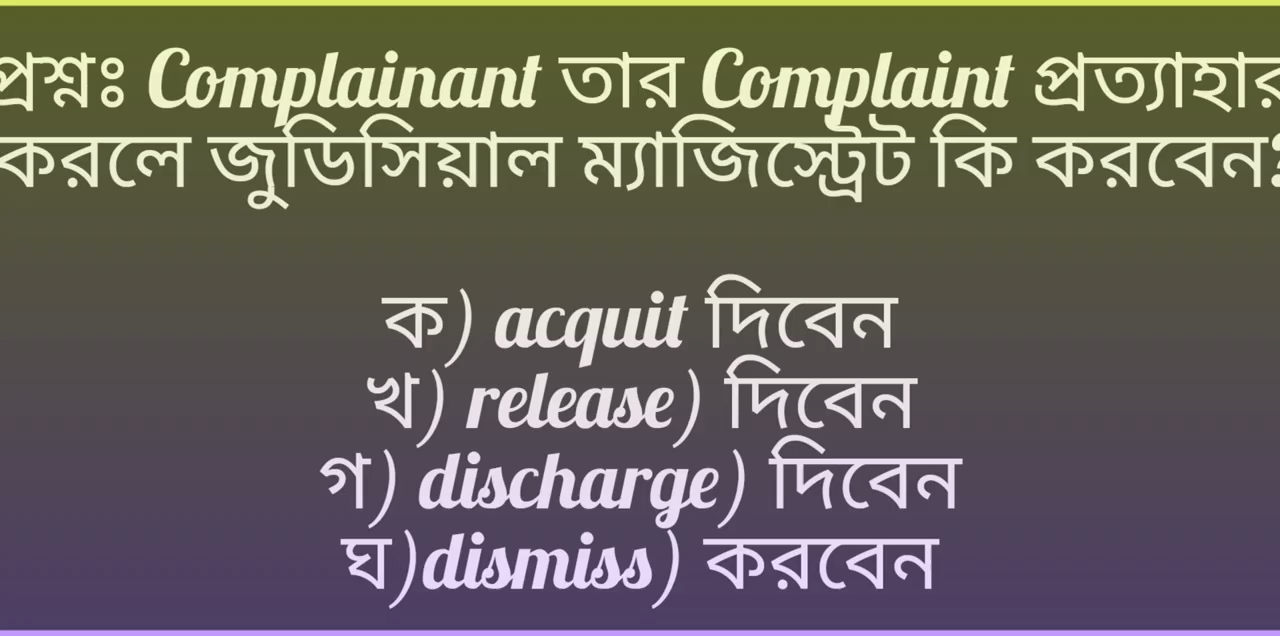 প্রশ্নঃ Complainant তার Complaint প্রত্যাহার
করলে জুডিসিয়াল ম্যাজিস্ট্রেট কি করবেন?
ক) acquit দিবেন
খ) release) দিবেন
গ) discharge) দিবেন
ঘ)dismiss) করবেন